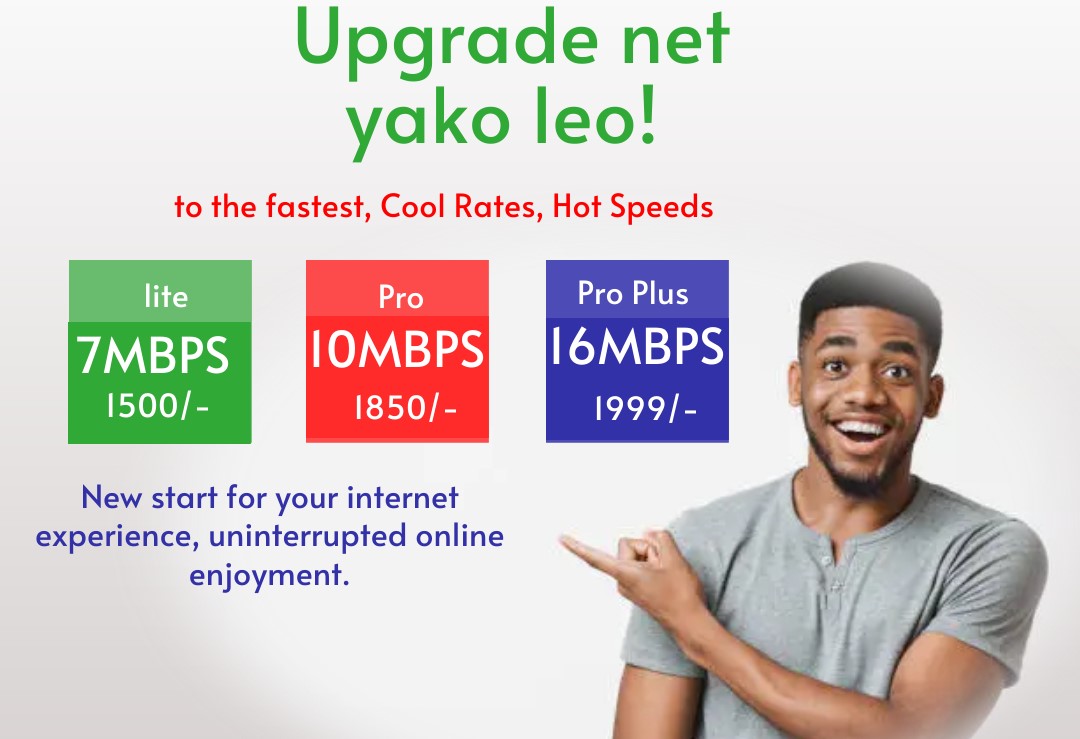 Upgrade net
yako leo!
to the fastest, Cool Rates, Hot Speeds
lite
7MBPS
1500/-
Pro
10MBPS
1850/-
Pro Plus
16MBPS
1999/-
New start for your internet
experience, uninterrupted online
enjoyment.